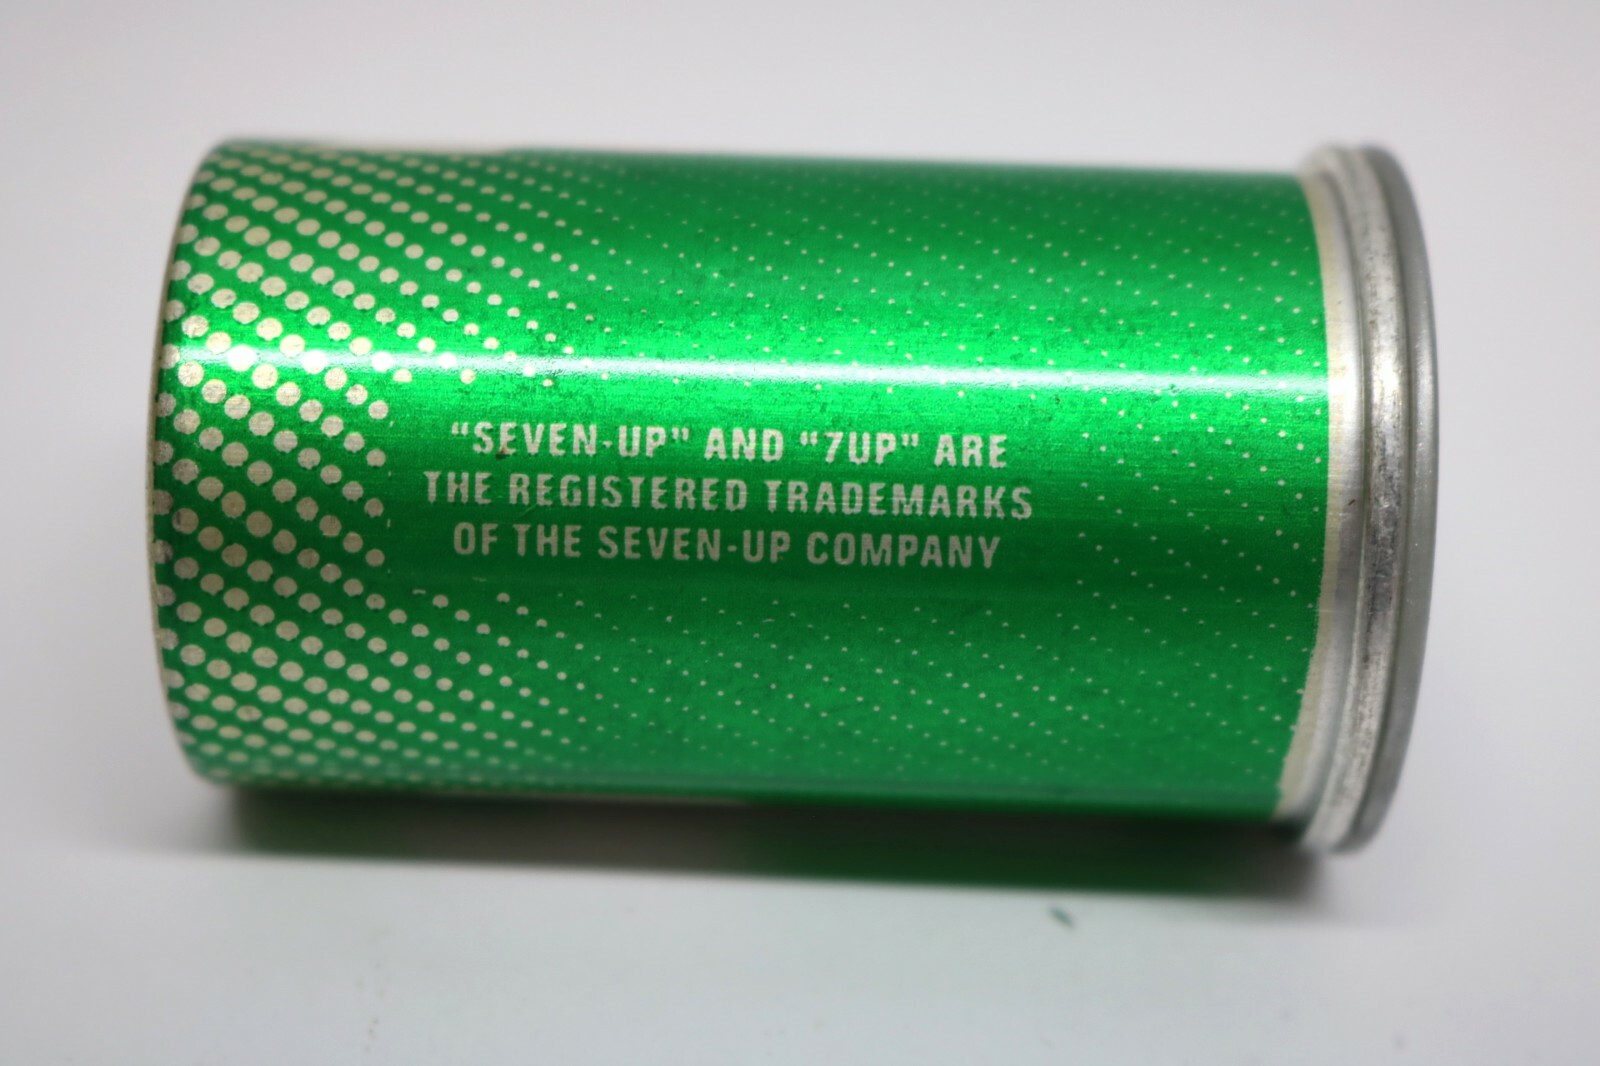 "SEVEN-UP" AND "7UP" ARE
THE REGISTERED TRADEMARKS
OF THE SEVEN-UP COMPANY